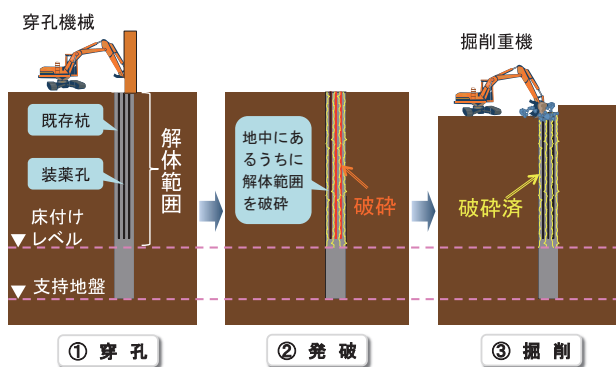 穿孔機械
既存杭
装薬孔
解体範囲
床付け
レベル
支持地盤
① 穿 孔
地中にあ
るうちに
解体範囲
を破砕
破砕
② 発 破
掘削重機
破砕済
③ 掘 削